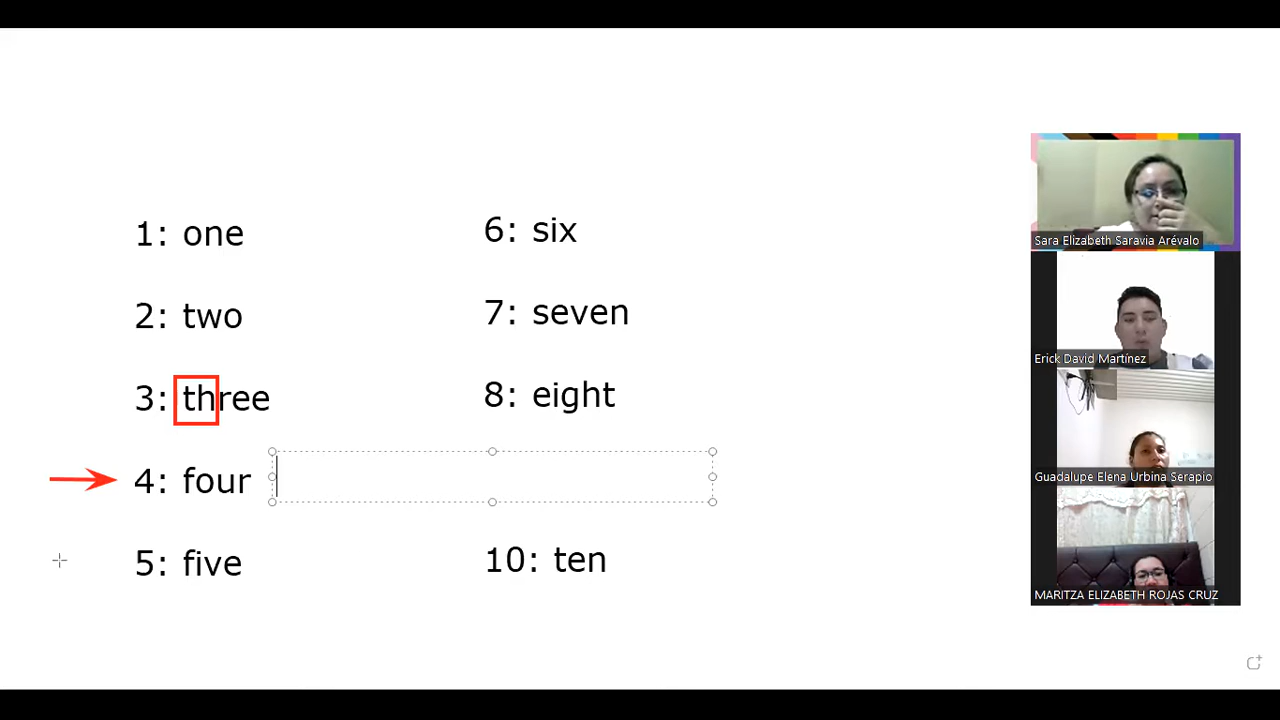 1: one
2: two
3: three
4: four
5: five
6: six
7: seven
8: eight
10: ten
Sara Elizabeth Saravia Arévalo
Erick David Martínez
Guadalupe Elena Urbina Serapio
MARITZA ELIZABETH ROJAS CRUZ